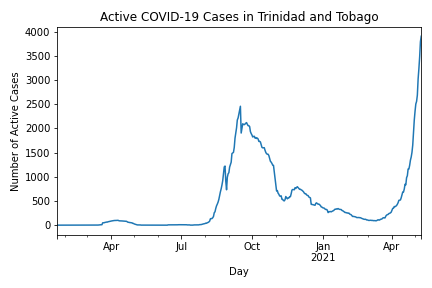 Active COVID-19 Cases in Trinidad and Tobago
Number of Active Cases
4000
3500
3000
2500
2000
1500
1000
500
0
Apr
Jul
Oct
Jan
2021
Apr
Day